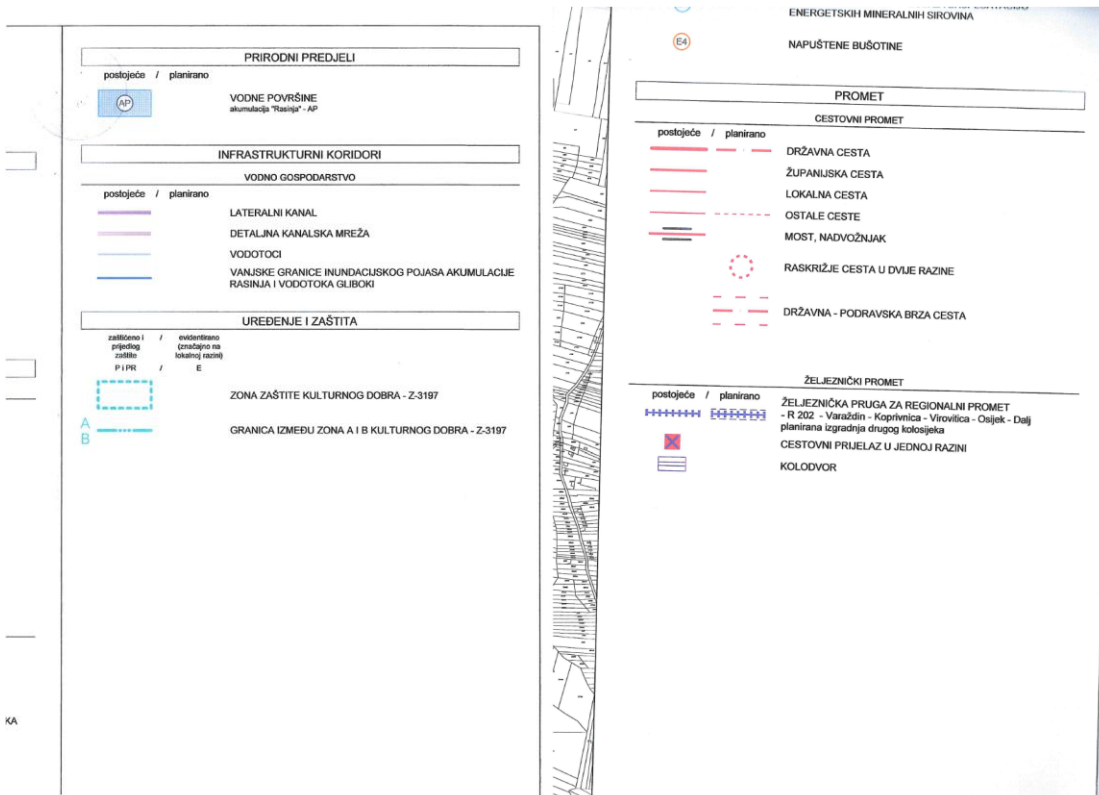 PRIRODNI PREDJELI
postojeće / planirano
AP
VODNE POVRŠINE
akumulacija "Rasinja" - AP
INFRASTRUKTURNI KORIDORI
VODNO GOSPODARSTVO
postojeće / planirano
LATERALNI KANAL
DETALJNA KANALSKA MREŽA
VODOTOCI
VANJSKE GRANICE INUNDACIJSKOG POJASA AKUMULACIJE
RASINJA I VODOTOKA GLIBOKI
UREĐENJE I ZAŠTITA
zaštićeno i / evidentirano
prijedlog (značajno na
zaštite lokalnoj razini)
P i PR / E
ZONA ZAŠTITE KULTURNOG DOBRA - Z-3197
A
B
GRANICA IZMEĐU ZONA A I B KULTURNOG DOBRA - Z-3197
KA
ENERGETSKIH MINERALNIH SIROVINA
E4
NAPUŠTENE BUŠOTINE
PROMET
CESTOVNI PROMET
postojeće / planirano
DRŽAVNA CESTA
ŽUPANIJSKA CESTA
LOKALNA CESTA
OSTALE CESTE
MOST, NADVOŽNJAK
RASKRIŽJE CESTA U DVIJE RAZINE
DRŽAVNA - PODRAVSKA BRZA CESTA
ŽELJEZNIČKI PROMET
postojeće / planirano
ŽELJEZNIČKA PRUGA ZA REGIONALNI PROMET
- R 202 - Varaždin - Koprivnica - Virovitica - Osijek - Dalj
planirana izgradnja drugog kolosijeka
CESTOVNI PRIJELAZ U JEDNOJ RAZINI
KOLODVOR